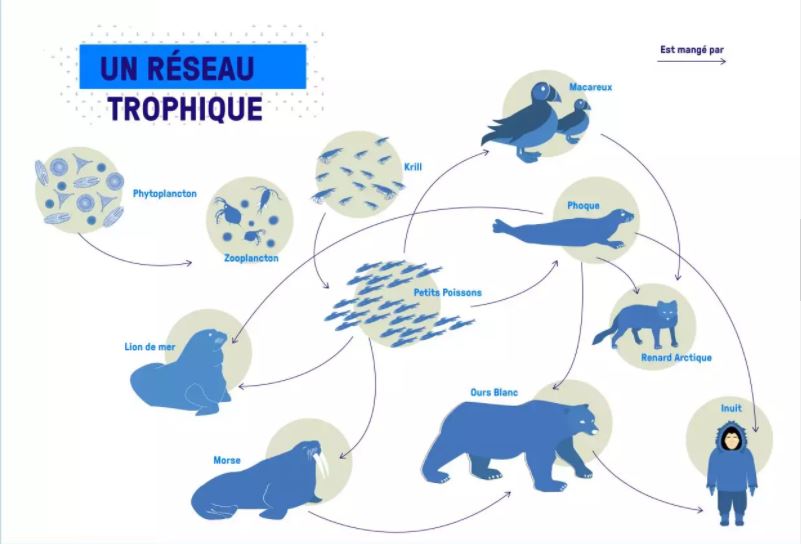 UN RÉSEAU
TROPHIQUE
Est mangé par
Macareux
Krill
Phytoplancton
Phoque
Zooplancton
Petits Poissons
Lion de mer
Renard Arctique
Ours Blanc
Inuit
Morse